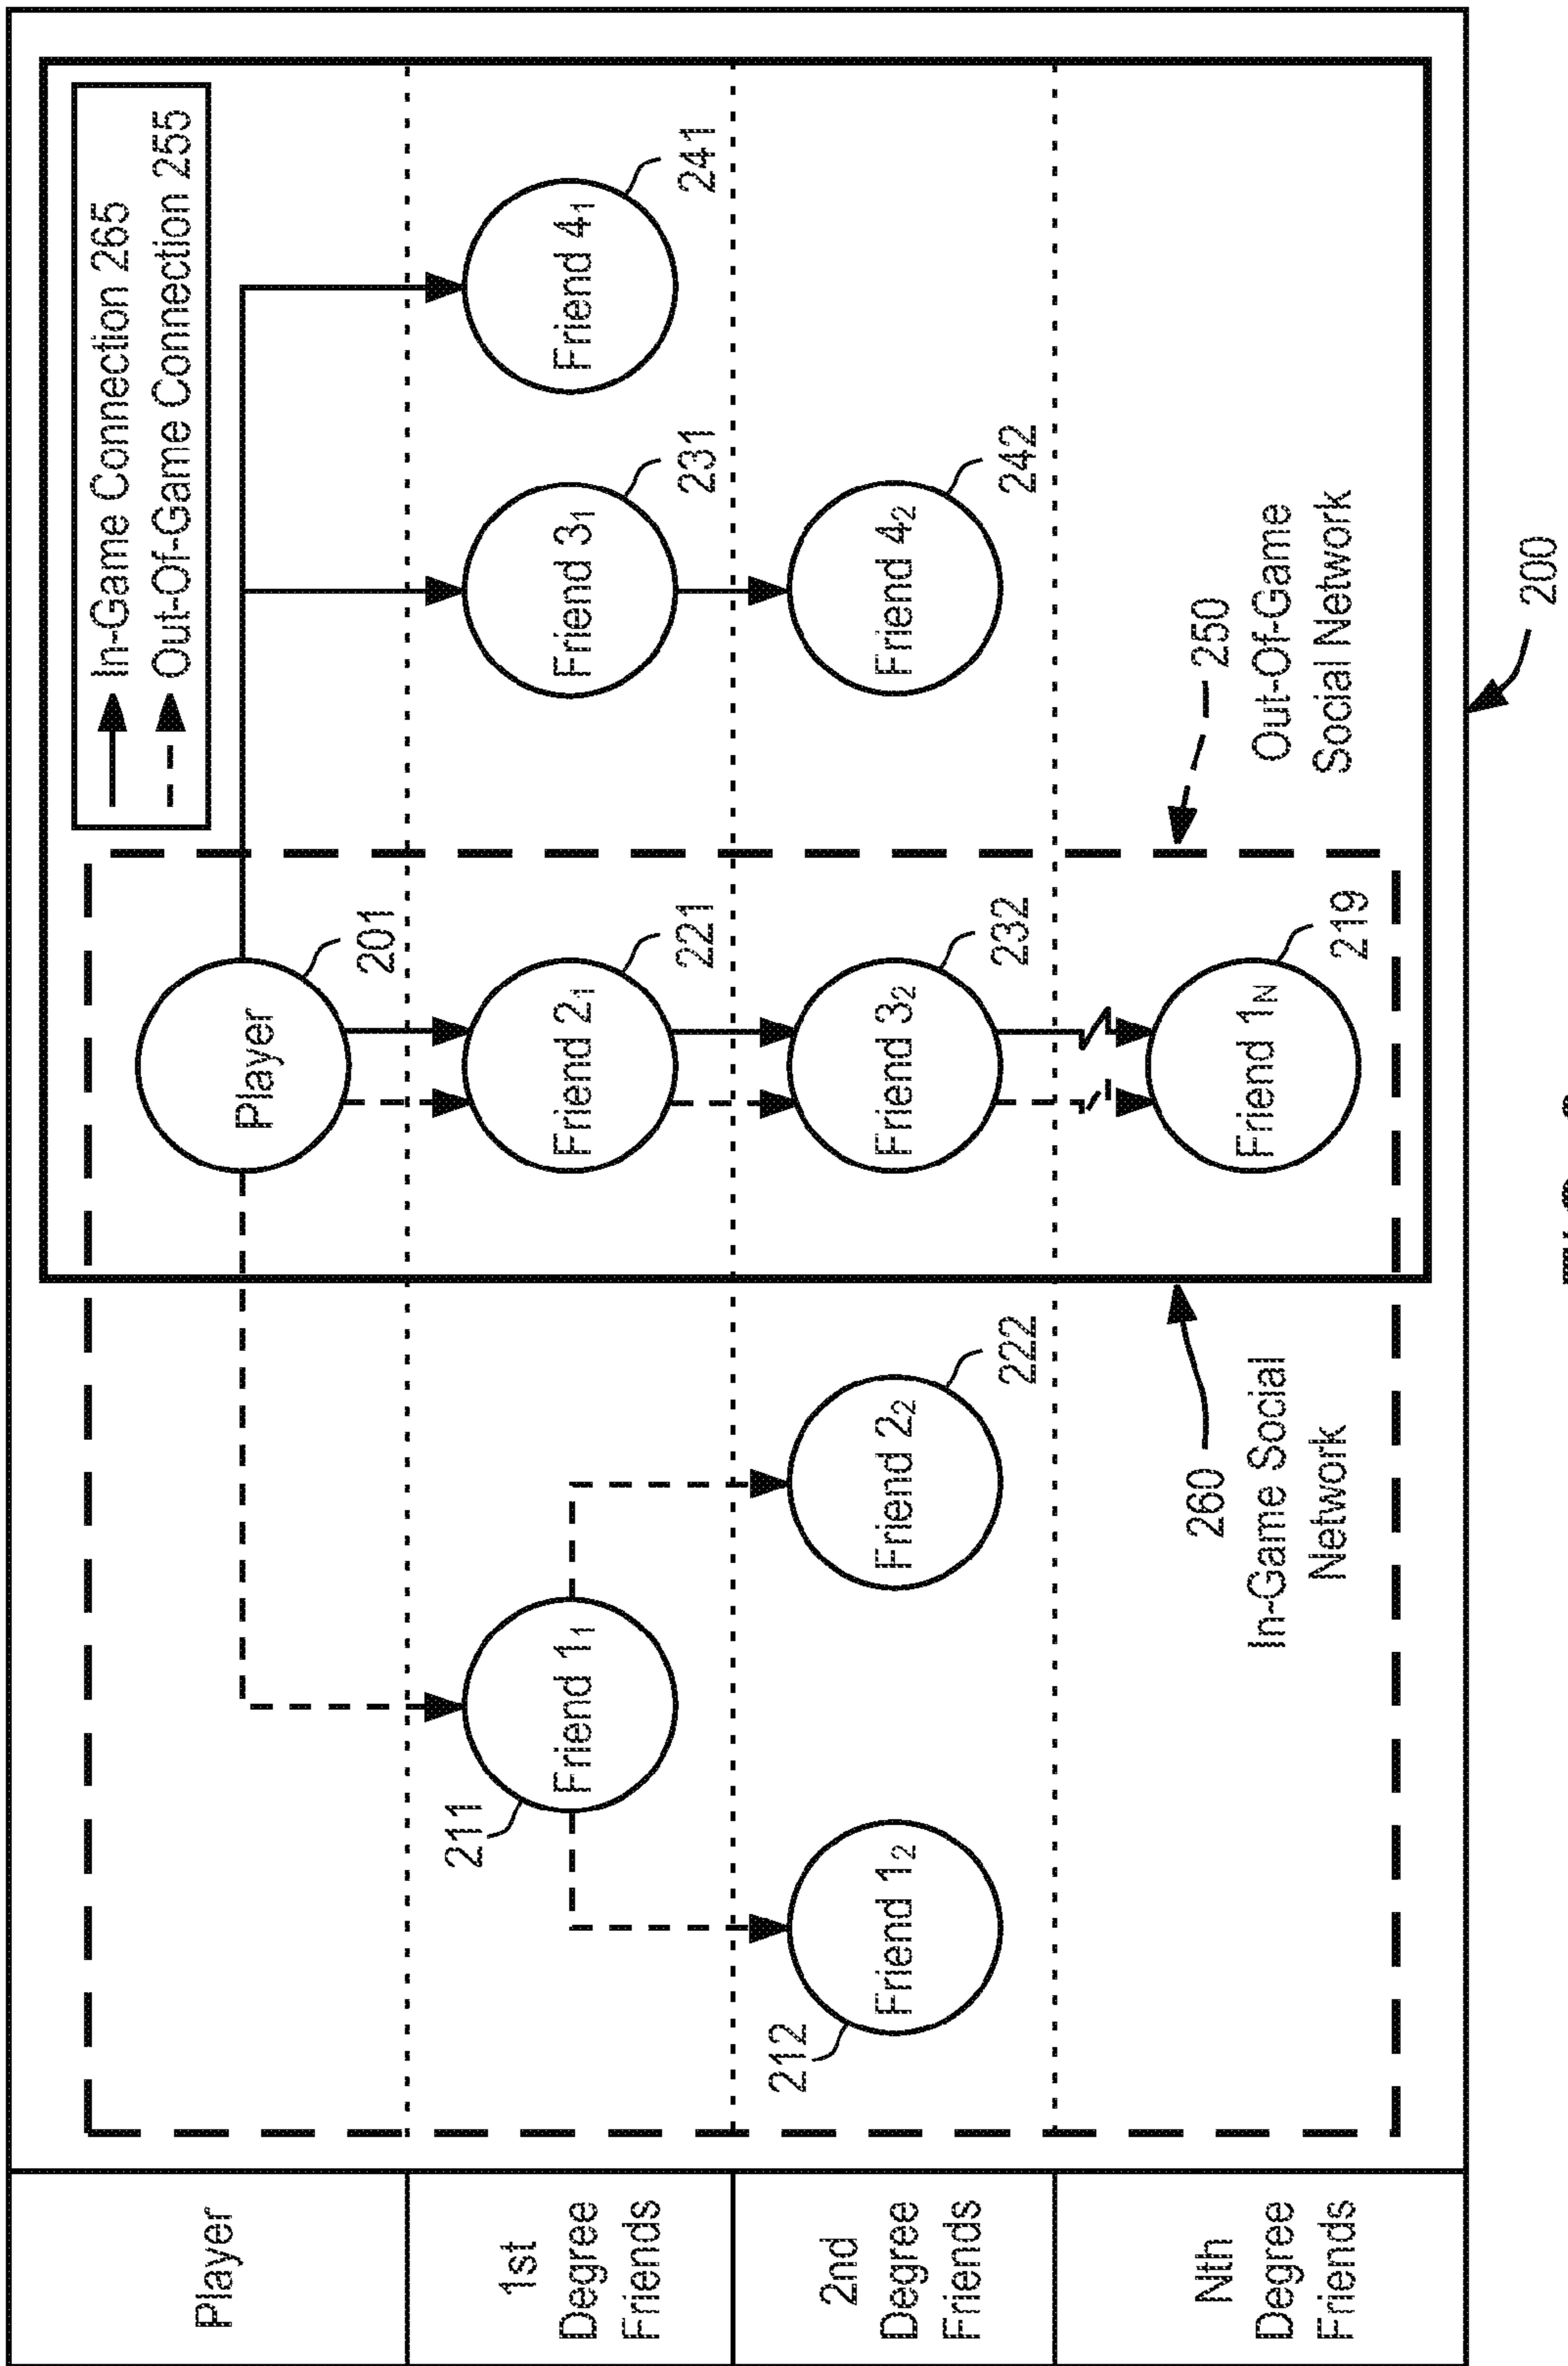 Player
1st
Degree
Friends
2nd
Degree
Friends
Nth
Degree
Friends
In-Game Connection 265
Out-Of-Game Connection 255
Player
201
211
Friend 1₁
Friend 2₁
221
Friend 3₁
231
Friend 4₁
241
212
Friend 1₂
Friend 2₂
222
Friend 3₂
232
Friend 4₂
242
260
In-Game Social
Network
Friend 1N
219
250
Out-Of-Game
Social Network
200